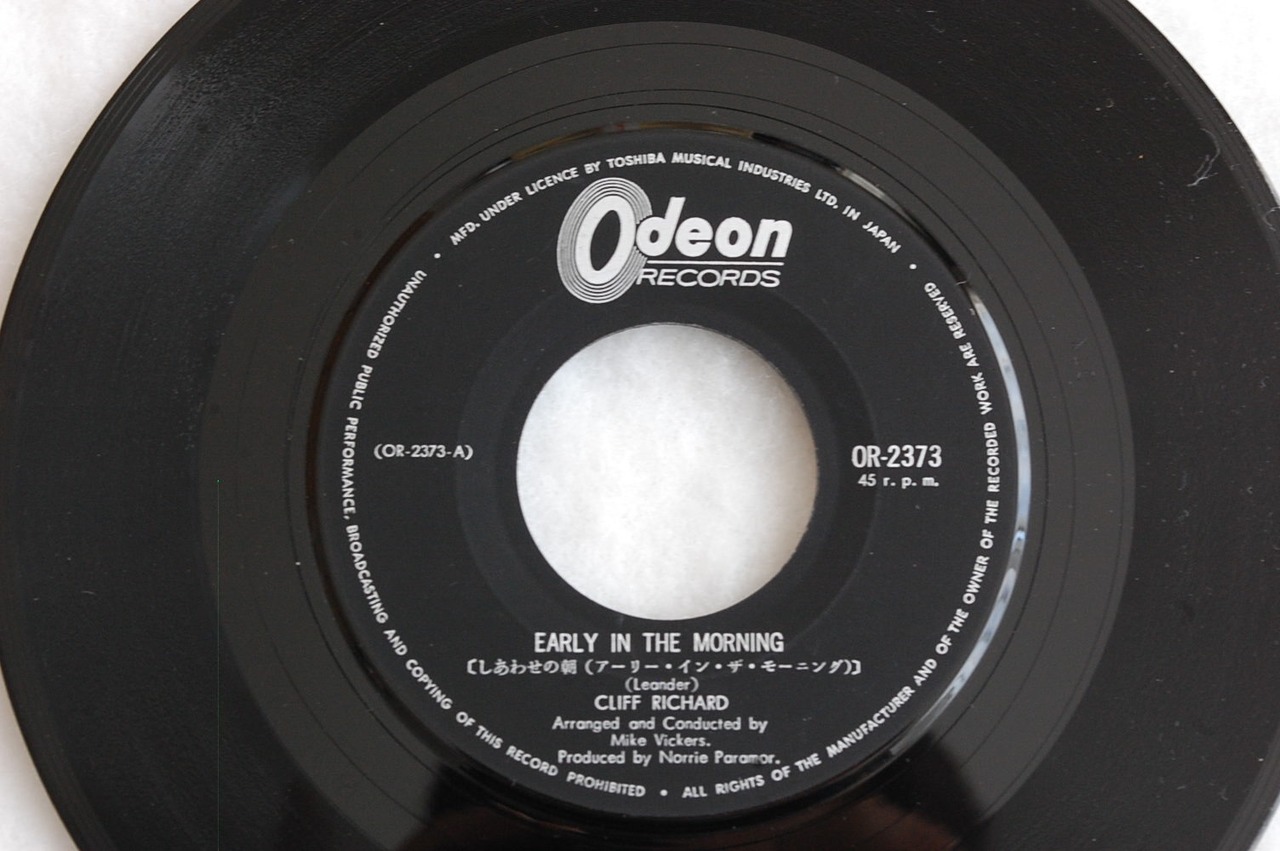 MFD. UNDER LICENCE BY TOSHIBA MUSICAL INDUSTRIES LTD. IN JAPAN •
Odeon
RECORDS
(OR-2373-A)
OR-2373
45 r. p. m.
EARLY IN THE MORNING
〔しあわせの朝 (アーリー・イン・ザ・モーニング)〕
(Leander)
CLIFF RICHARD
Arranged and Conducted by
Mike Vickers.
Produced by Norrie Paramor.
UNAUTHORIZED PUBLIC PERFORMANCE, BROADCASTING AND COPYING OF THIS RECORD PROHIBITED • ALL RIGHTS OF THE MANUFACTURER AND OF THE OWNER OF THE RECORDED WORK ARE RESERVED •